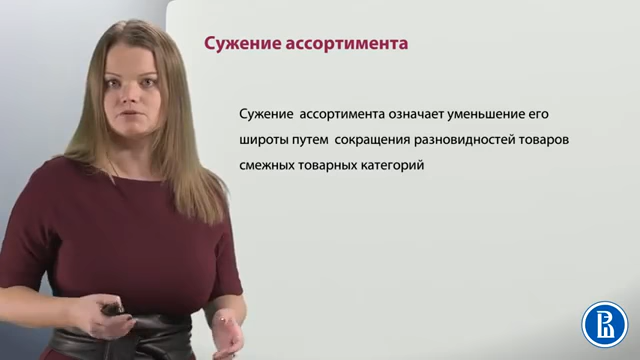 Сужение ассортимента
Сужение ассортимента означает уменьшение его
широты путем сокращения разновидностей товаров
смежных товарных категорий